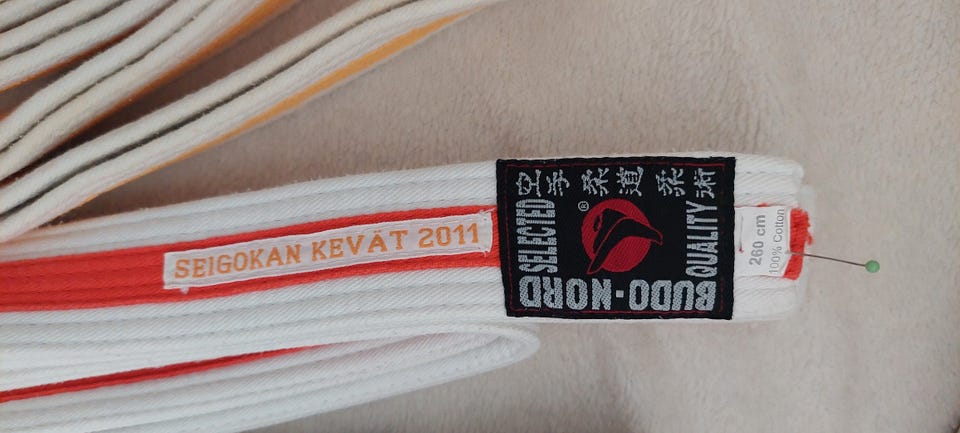 SEIGOKAN KEVÄT 2011
空手 柔道 柔術
SELECTED
QUALITY
®
BUDO·NORD
260 cm
100% Cotton